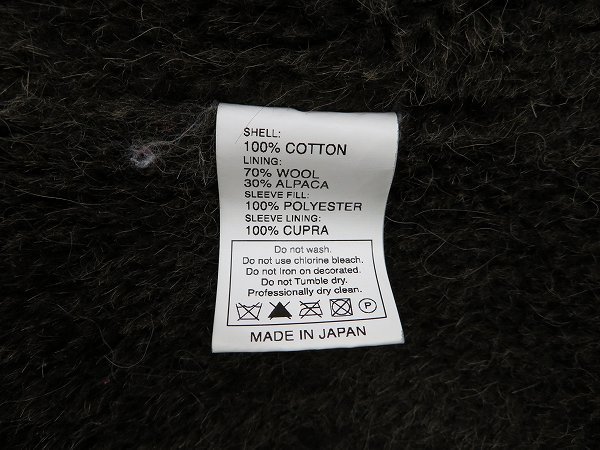 SHELL:
100% COTTON
LINING:
70% WOOL
30% ALPACA
SLEEVE FILL:
100% POLYESTER
SLEEVE LINING:
100% CUPRA
Do not wash.
Do not use chlorine bleach.
Do not Iron on decorated.
Do not Tumble dry.
Professionally dry clean.
P
MADE IN JAPAN